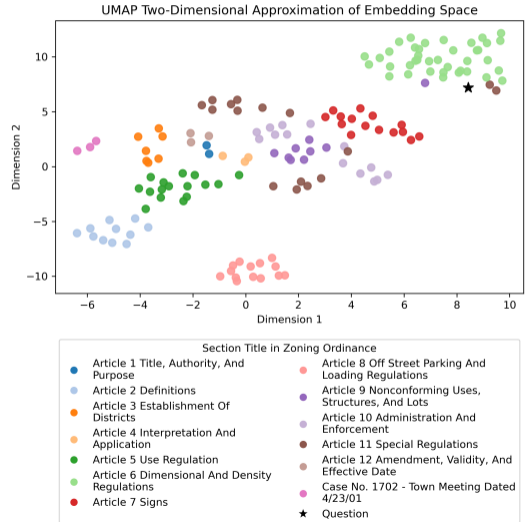 UMAP Two-Dimensional Approximation of Embedding Space
10
5
0
−5
−10
Dimension 2
−6
−4
−2
0
2
4
6
8
10
Dimension 1
Section Title in Zoning Ordinance
Article 1 Title, Authority, And
Purpose
Article 2 Definitions
Article 3 Establishment Of
Districts
Article 4 Interpretation And
Application
Article 5 Use Regulation
Article 6 Dimensional And Density
Regulations
Article 7 Signs
Article 8 Off Street Parking And
Loading Regulations
Article 9 Nonconforming Uses,
Structures, And Lots
Article 10 Administration And
Enforcement
Article 11 Special Regulations
Article 12 Amendment, Validity, And
Effective Date
Case No. 1702 - Town Meeting Dated
4/23/01
Question